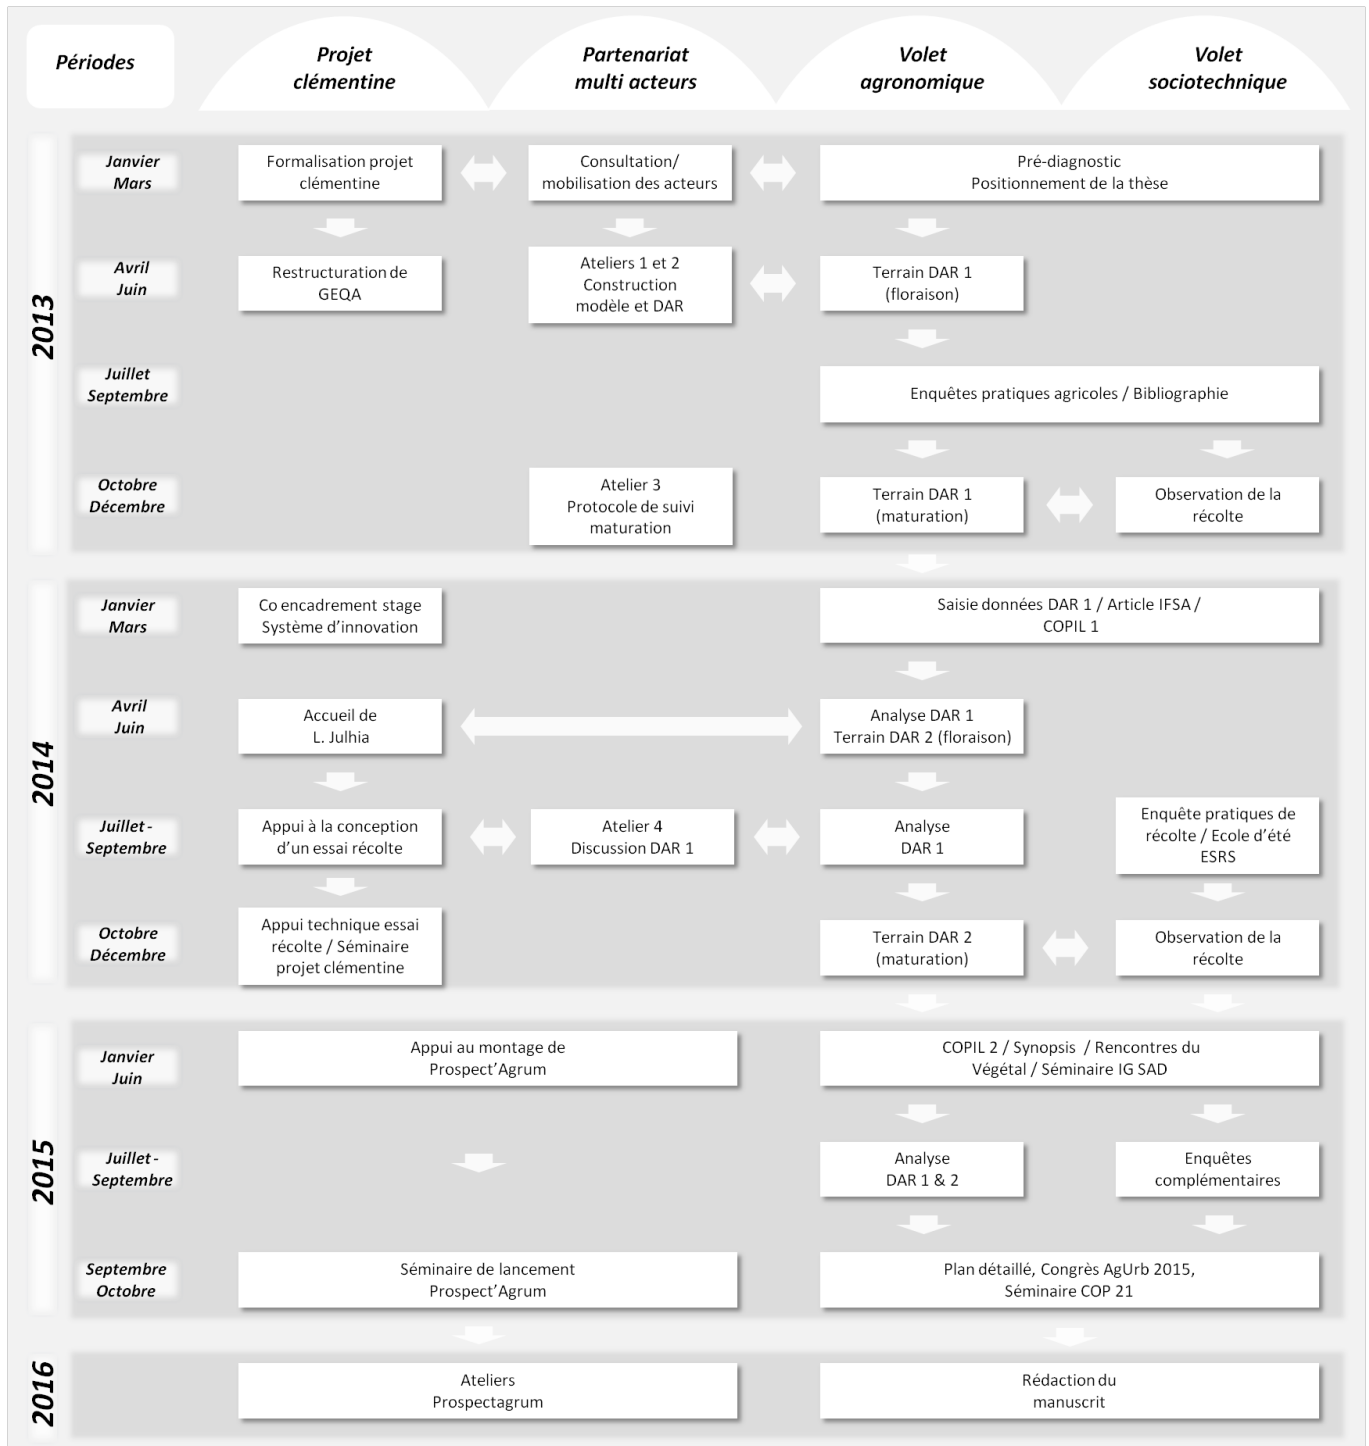 Périodes
Projet
clémentine
Partenariat
multi acteurs
Volet
agronomique
Volet
sociotechnique
2013
Janvier
Mars
Formalisation projet
clémentine
Consultation/
mobilisation des acteurs
Pré-diagnostic
Positionnement de la thèse
Avril
Juin
Restructuration de
GEQA
Ateliers 1 et 2
Construction
modèle et DAR
Terrain DAR 1
(floraison)
Juillet
Septembre
Enquêtes pratiques agricoles / Bibliographie
Octobre
Décembre
Atelier 3
Protocole de suivi
maturation
Terrain DAR 1
(maturation)
Observation de la
récolte
2014
Janvier
Mars
Co encadrement stage
Système d’innovation
Saisie données DAR 1 / Article IFSA /
COPIL 1
Avril
Juin
Accueil de
L. Julhia
Analyse DAR 1
Terrain DAR 2 (floraison)
Juillet -
Septembre
Appui à la conception
d’un essai récolte
Atelier 4
Discussion DAR 1
Analyse
DAR 1
Enquête pratiques de
récolte / Ecole d’été
ESRS
Octobre
Décembre
Appui technique essai
récolte / Séminaire
projet clémentine
Terrain DAR 2
(maturation)
Observation de la
récolte
2015
Janvier
Juin
Appui au montage de
Prospect’Agrum
COPIL 2 / Synopsis / Rencontres du
Végétal / Séminaire IG SAD
Juillet -
Septembre
Analyse
DAR 1 & 2
Enquêtes
complémentaires
Septembre
Octobre
Séminaire de lancement
Prospect’Agrum
Plan détaillé, Congrès AgUrb 2015,
Séminaire COP 21
2016
Ateliers
Prospectagrum
Rédaction du
manuscrit